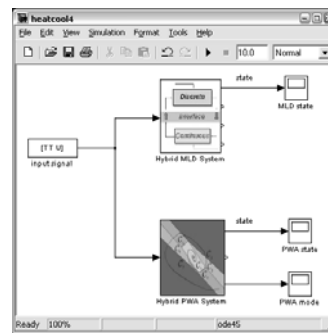 heatcool4
File Edit View Simulation Format Tools Help
10.0 Normal
state
Discrete
interface
Continuous
MLD state
Hybrid MLD System
[TT U]
input signal
state
PWA state
Hybrid PWA System
PWA mode
Ready 100% ode45